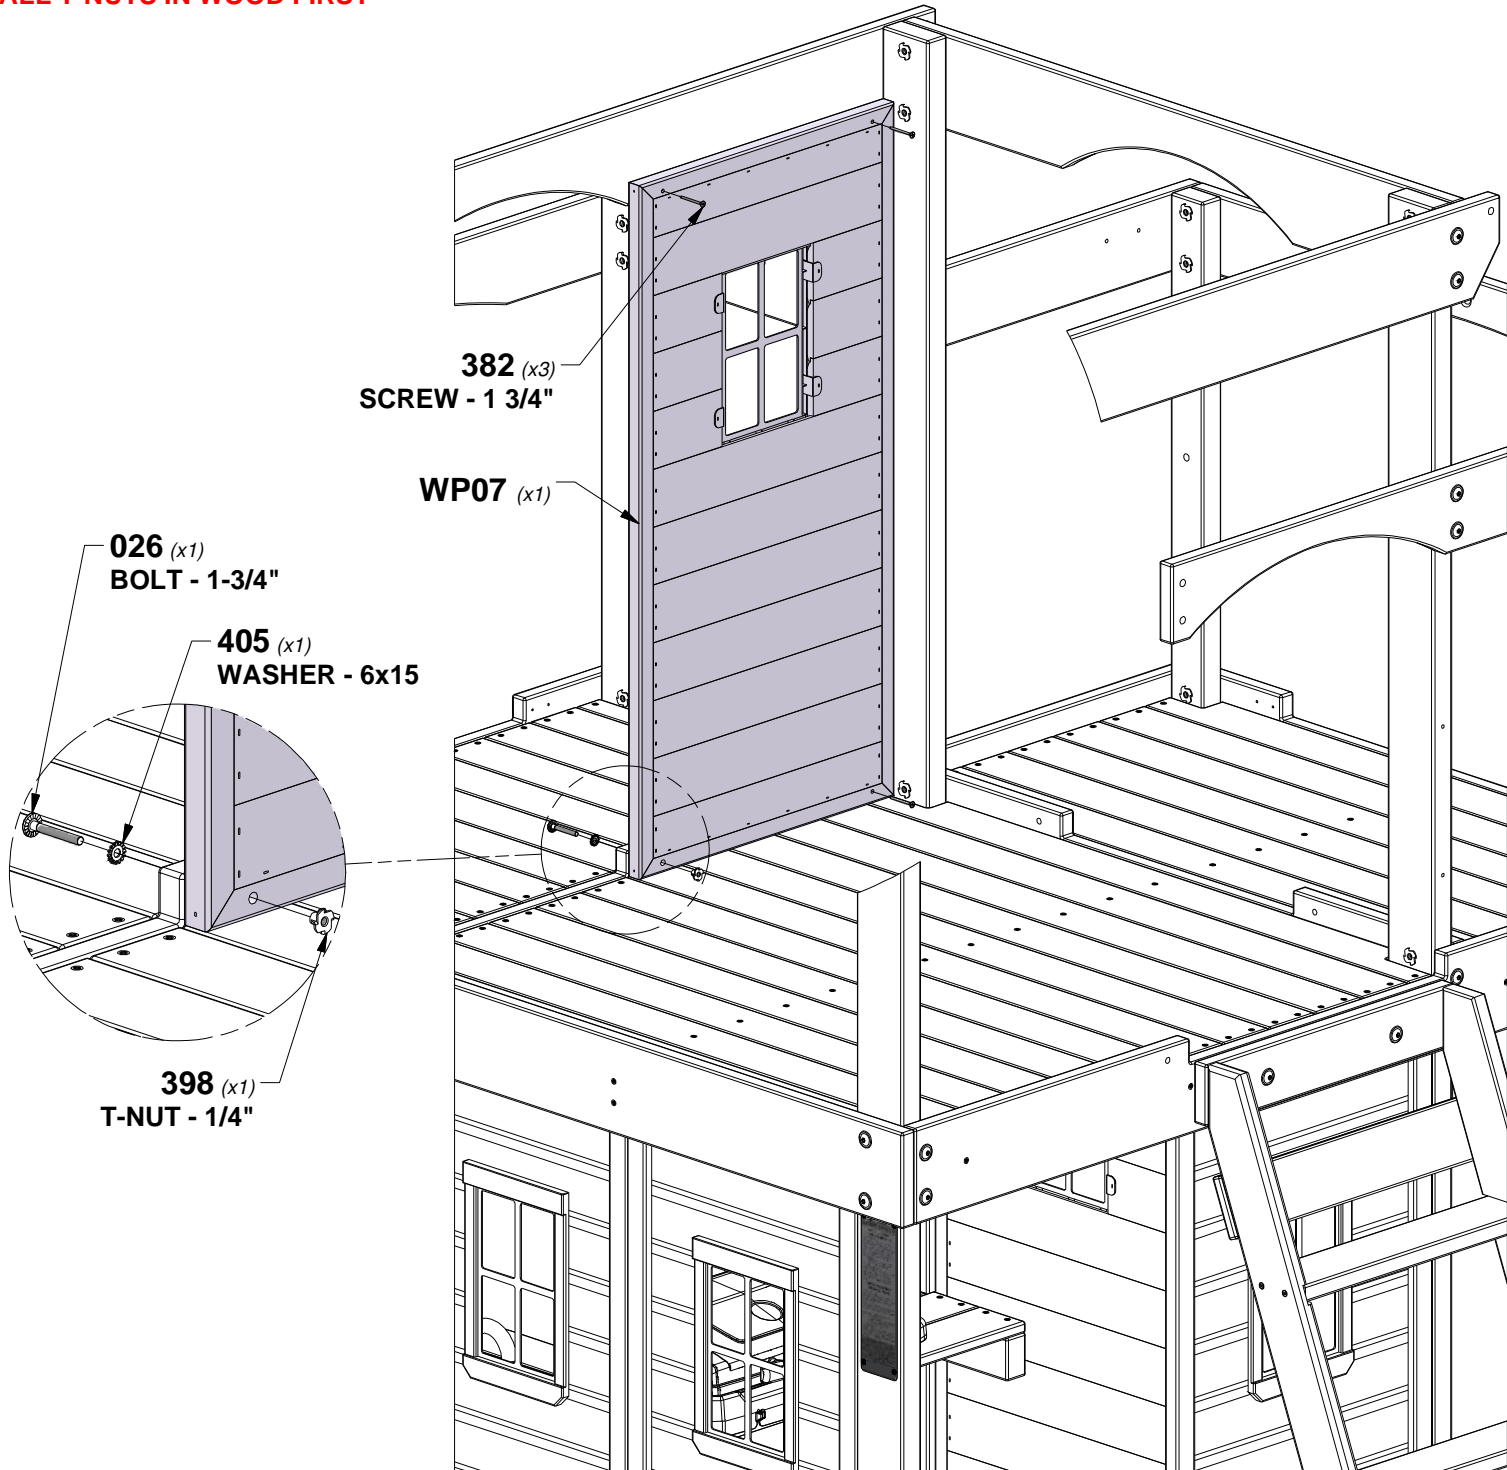 ALL T-NUTS IN WOOD FIRST
382 (x3)
SCREW - 1 3/4"
WP07 (x1)
026 (x1)
BOLT - 1-3/4"
405 (x1)
WASHER - 6x15
398 (x1)
T-NUT - 1/4"